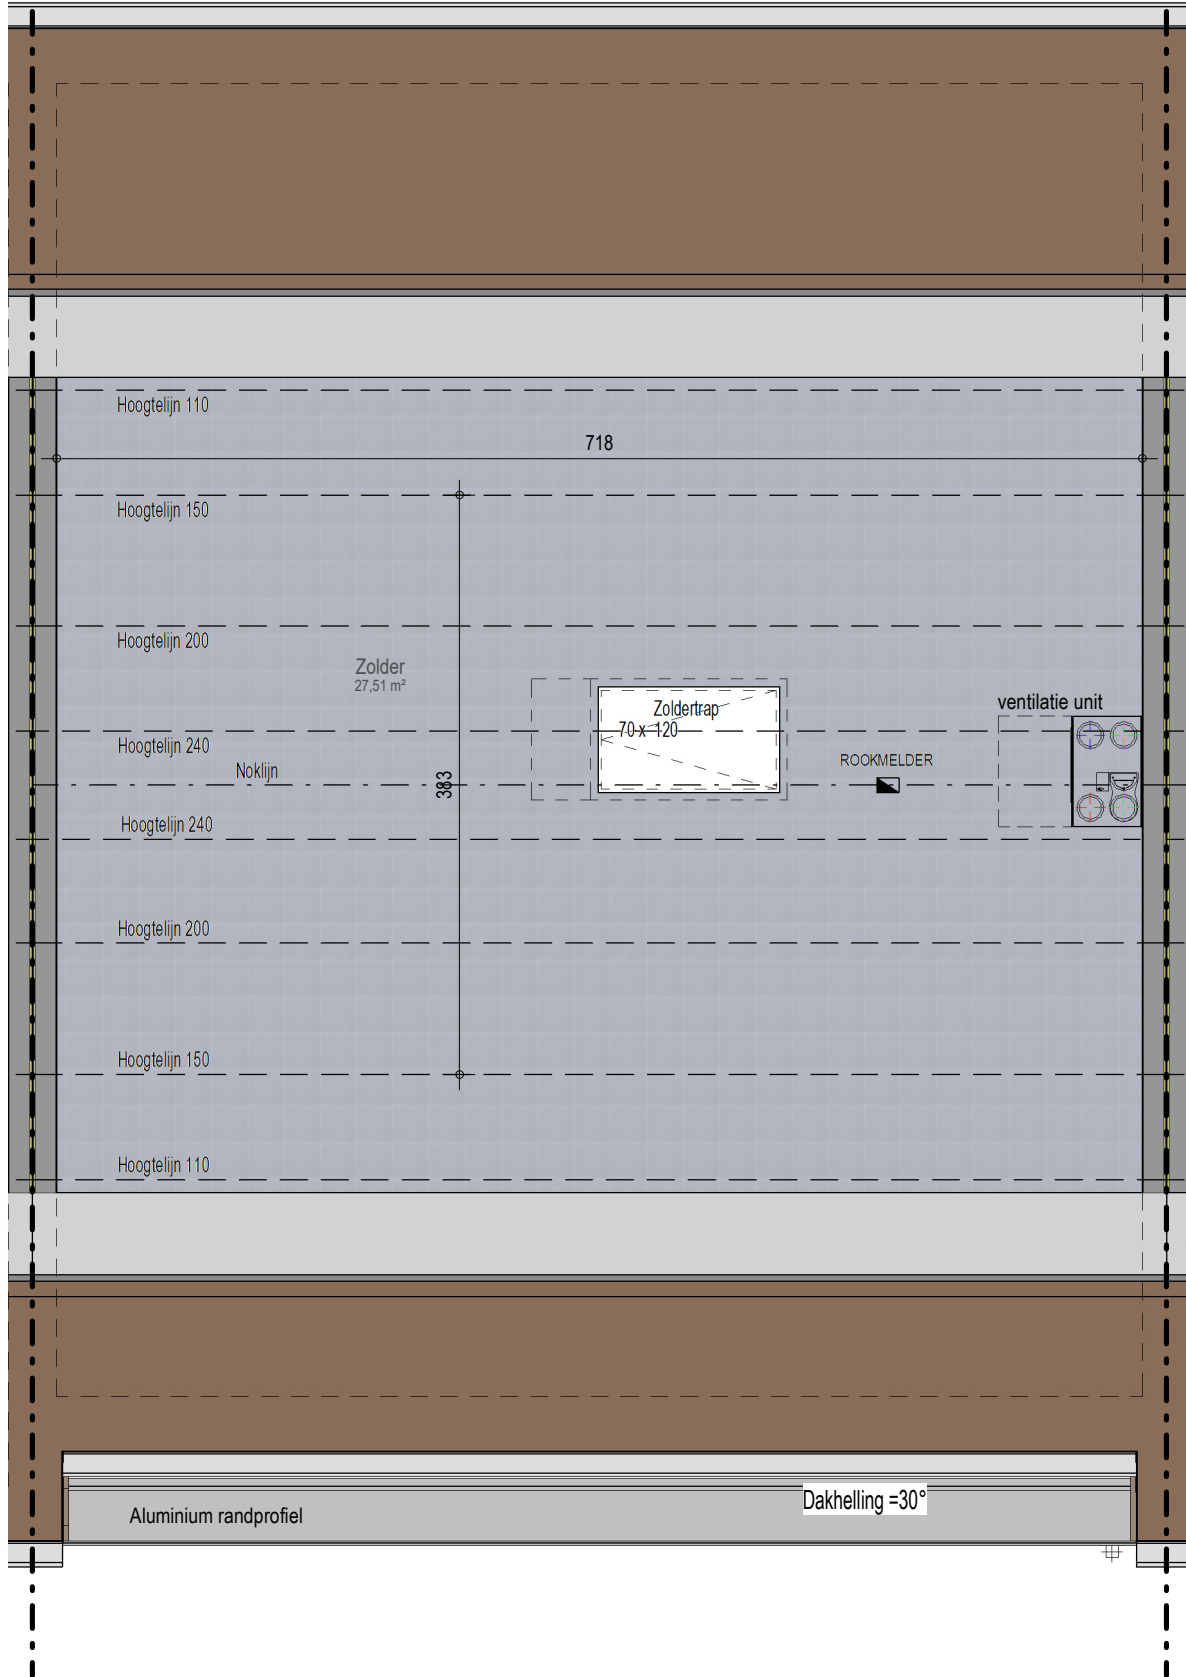 Hoogtelijn 110
718
Hoogtelijn 150
Hoogtelijn 200
Zolder
27,51 m²
Zoldertrap
70 x 120
ventilatie unit
Hoogtelijn 240
Noklijn
383
ROOKMELDER
Hoogtelijn 240
Hoogtelijn 200
Hoogtelijn 150
Hoogtelijn 110
Dakhelling =30°
Aluminium randprofiel